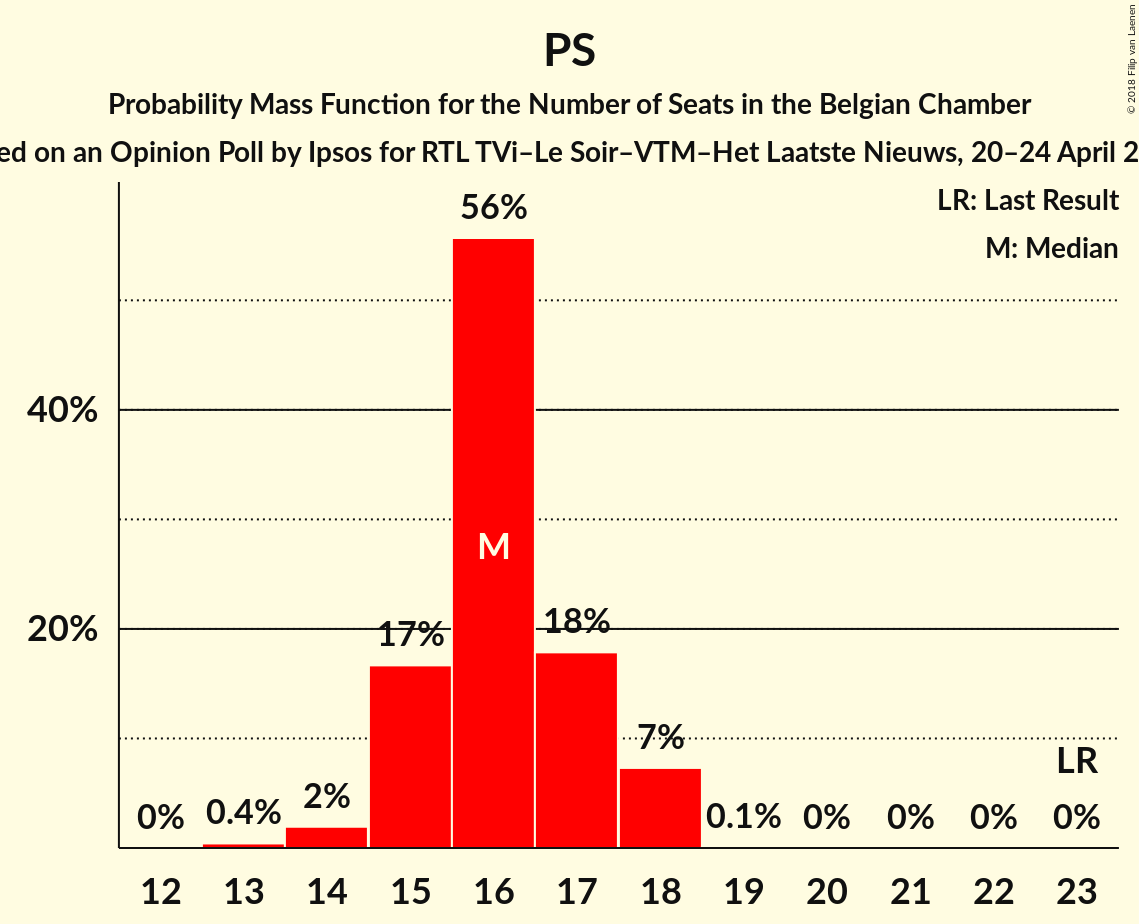 PS
Probability Mass Function for the Number of Seats in the Belgian Chamber
ed on an Opinion Poll by Ipsos for RTL TVi–Le Soir–VTM–Het Laatste Nieuws, 20–24 April 2
© 2018 Filip van Laenen
LR: Last Result
M: Median
56%
40%
M
20%
17%
18%
7%
LR
0%
0.4%
2%
0.1%
0%
0%
0%
0%
12 13 14 15 16 17 18 19 20 21 22 23